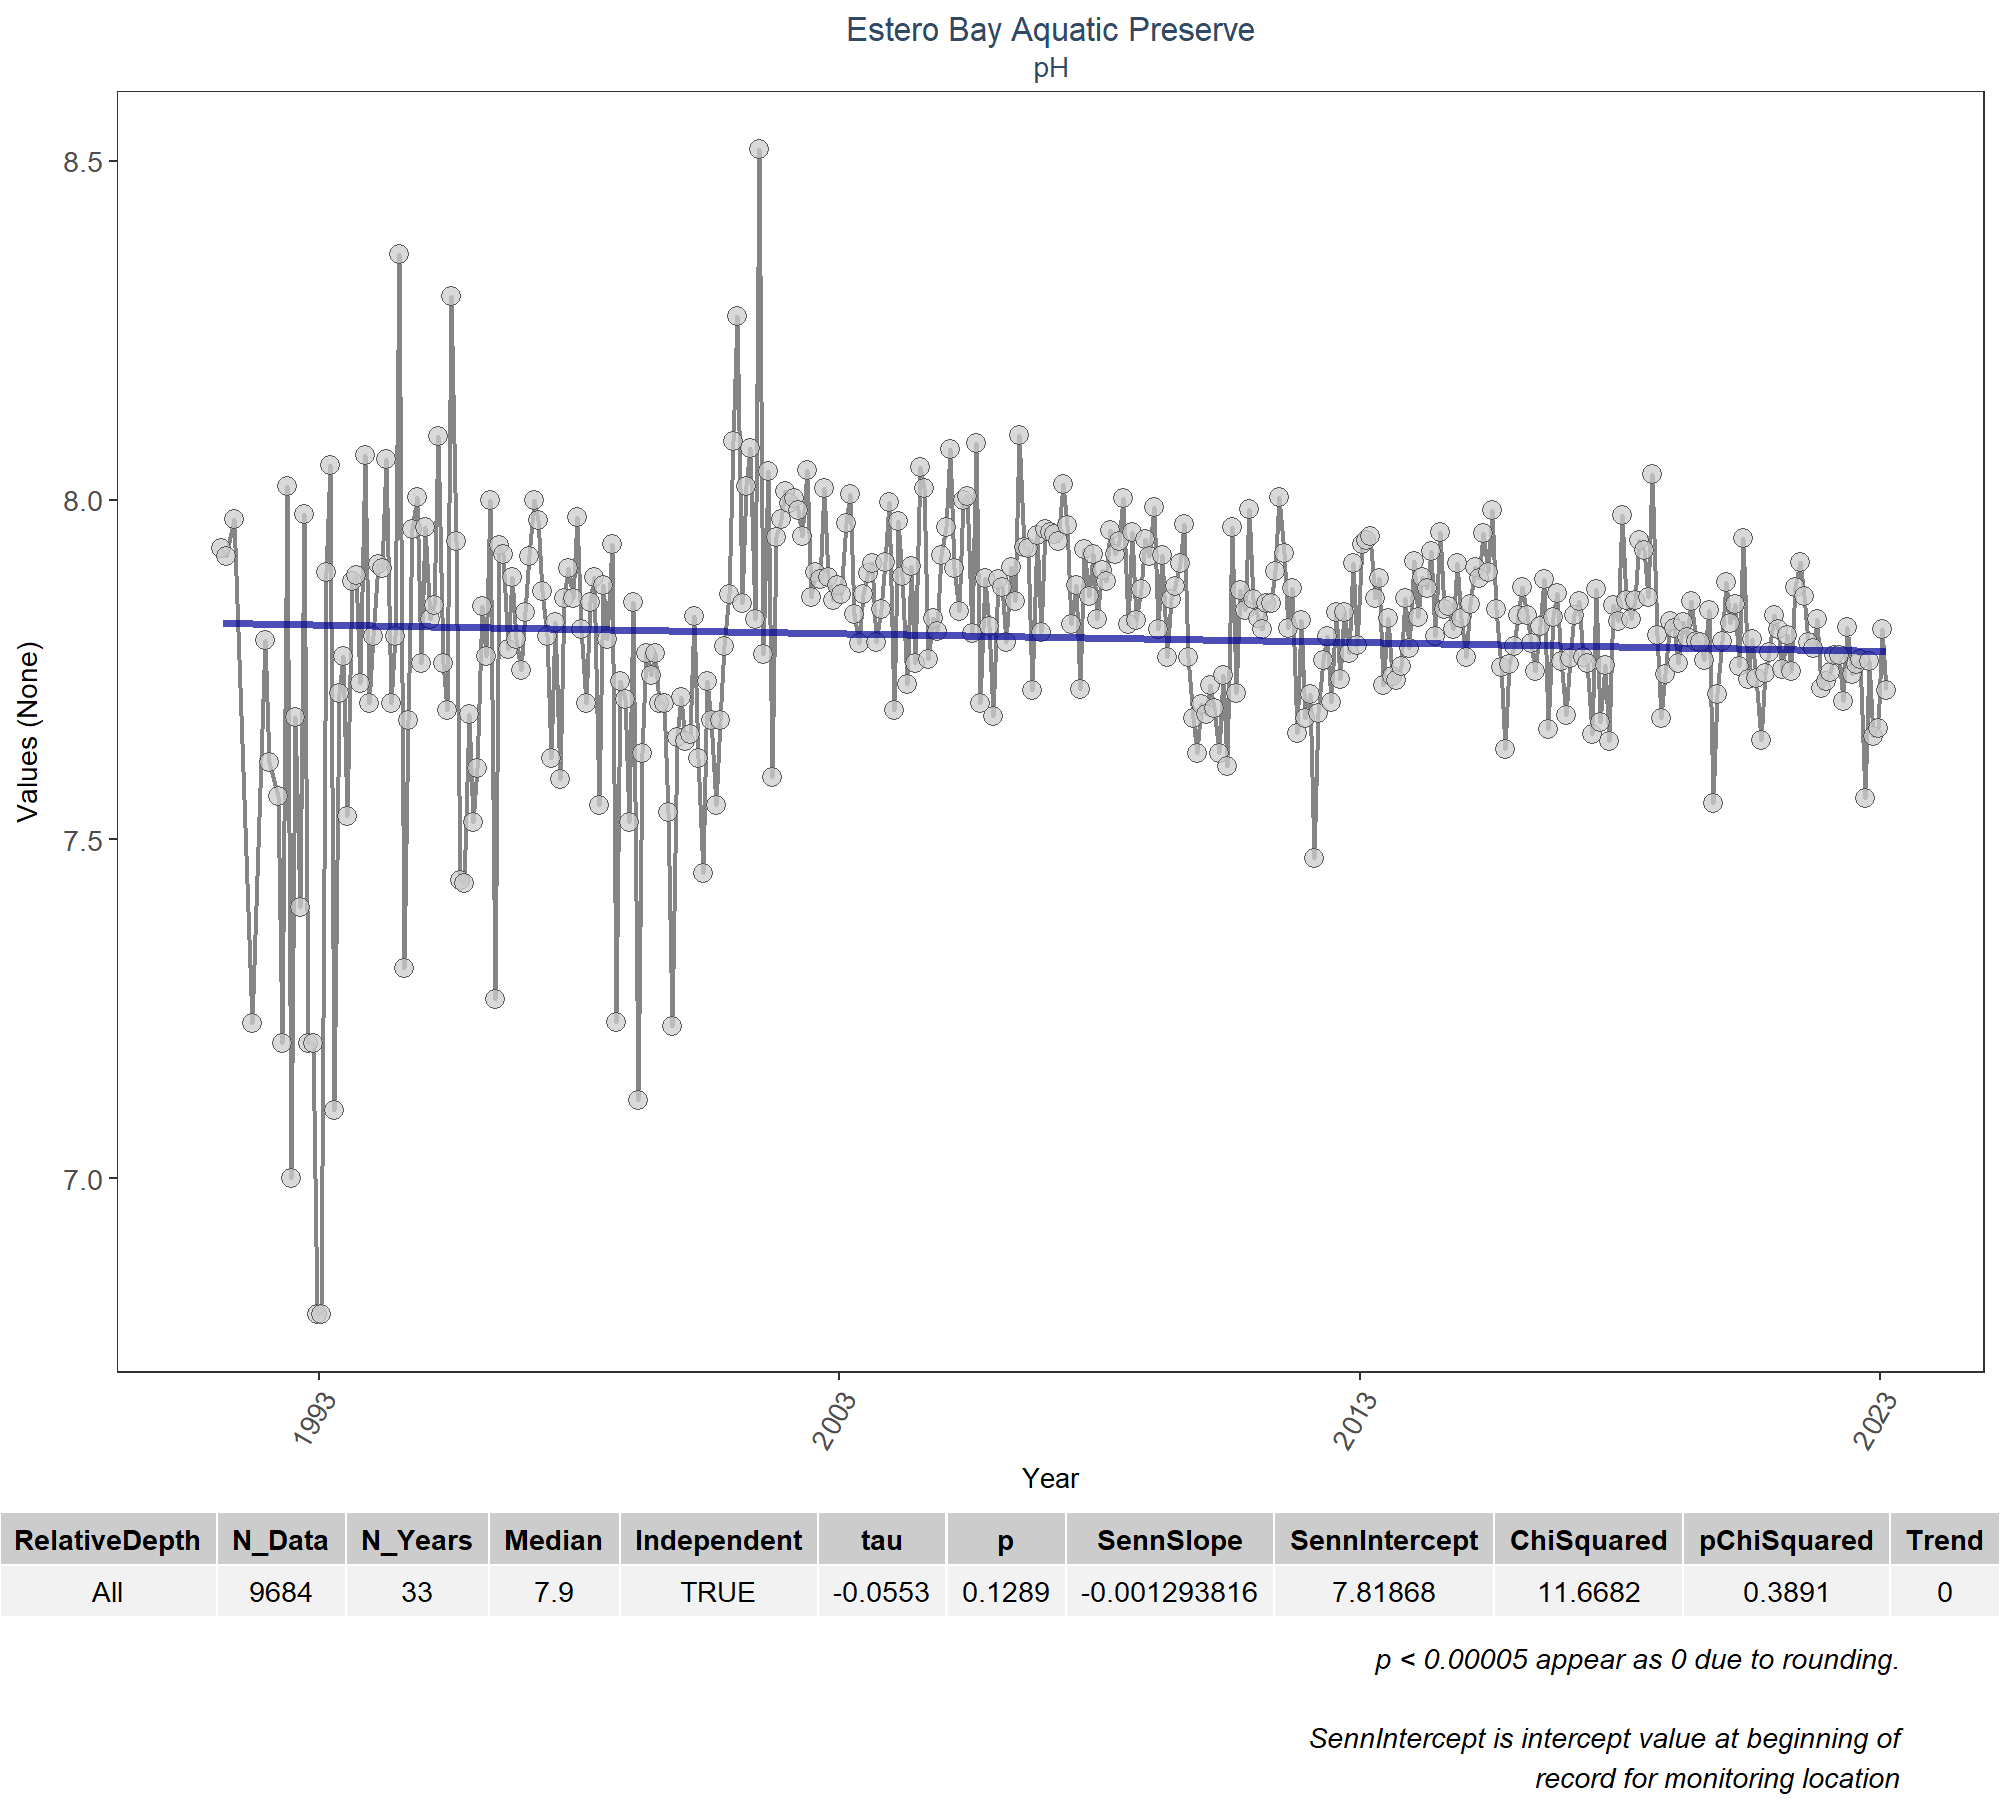 Estero Bay Aquatic Preserve
pH
8.5
8.0
7.5
7.0
Values (None)
1993
2003
2013
2023
Year
RelativeDepth N_Data N_Years Median Independent tau p SennSlope SennIntercept ChiSquared pChiSquared Trend
All 9684 33 7.9 TRUE -0.0553 0.1289 -0.001293816 7.81868 11.6682 0.3891 0
p < 0.00005 appear as 0 due to rounding.
SennIntercept is intercept value at beginning of
record for monitoring location